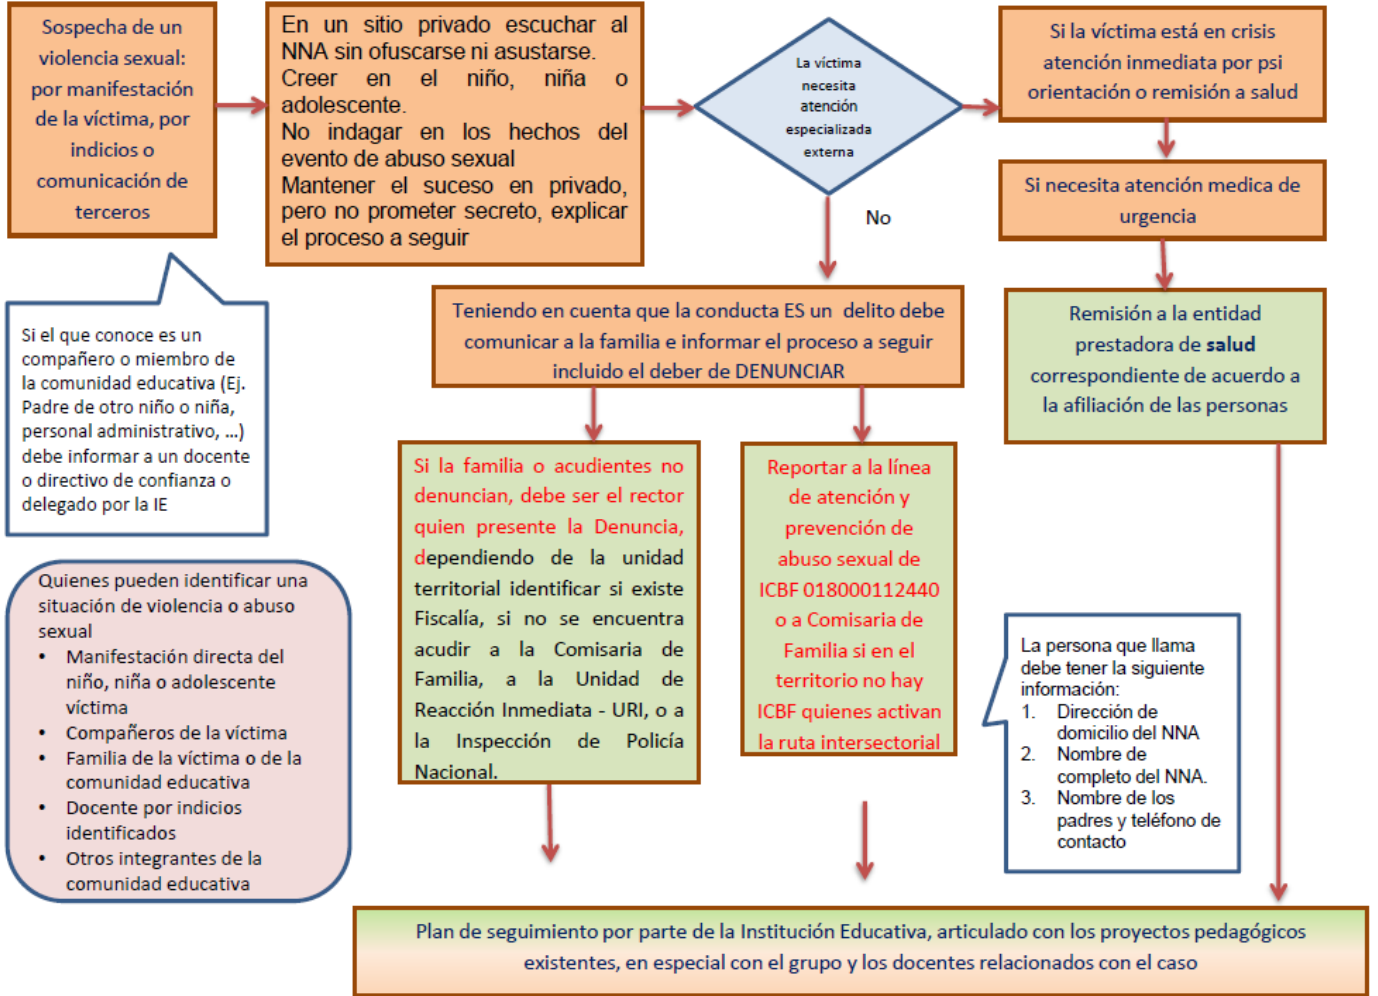 Sospecha de un
violencia sexual:
por manifestación
de la víctima, por
indicios o
comunicación de
terceros
En un sitio privado escuchar al
NNA sin ofuscarse ni asustarse.
Creer en el niño, niña o
adolescente.
No indagar en los hechos del
evento de abuso sexual
Mantener el suceso en privado,
pero no prometer secreto, explicar
el proceso a seguir
La víctima
necesita
atención
especializada
externa
No
Si la víctima está en crisis
atención inmediata por psi
orientación o remisión a salud
Si necesita atención medica de
urgencia
Remisión a la entidad
prestadora de salud
correspondiente de acuerdo a
la afiliación de las personas
Si el que conoce es un
compañero o miembro de
la comunidad educativa (Ej.
Padre de otro niño o niña,
personal administrativo, ...)
debe informar a un docente
o directivo de confianza o
delegado por la IE
Teniendo en cuenta que la conducta ES un delito debe
comunicar a la familia e informar el proceso a seguir
incluido el deber de DENUNCIAR
Si la familia o acudientes no
denuncian, debe ser el rector
quien presente la Denuncia,
dependiendo de la unidad
territorial identificar si existe
Fiscalía, si no se encuentra
acudir a la Comisaria de
Familia, a la Unidad de
Reacción Inmediata - URI, o a
la Inspección de Policía
Nacional.
Reportar a la línea
de atención y
prevención de
abuso sexual de
ICBF 018000112440
o a Comisaria de
Familia si en el
territorio no hay
ICBF quienes activan
la ruta intersectorial
Quienes pueden identificar una
situación de violencia o abuso
sexual
• Manifestación directa del
niño, niña o adolescente
víctima
• Compañeros de la víctima
• Familia de la víctima o de la
comunidad educativa
• Docente por indicios
identificados
• Otros integrantes de la
comunidad educativa
La persona que llama
debe tener la siguiente
información:
1. Dirección de
domicilio del NNA
2. Nombre de
completo del NNA.
3. Nombre de los
padres y teléfono de
contacto
Plan de seguimiento por parte de la Institución Educativa, articulado con los proyectos pedagógicos
existentes, en especial con el grupo y los docentes relacionados con el caso